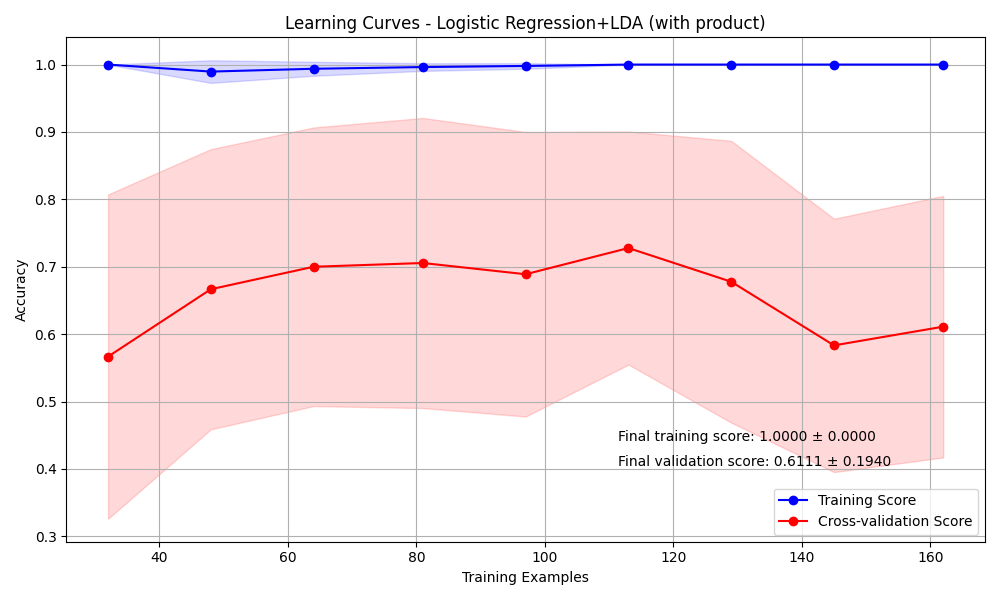 Learning Curves - Logistic Regression+LDA (with product)
1.0
0.9
0.8
0.7
0.6
0.5
0.4
0.3
Accuracy
Final training score: 1.0000 ± 0.0000
Final validation score: 0.6111 ± 0.1940
Training Score
Cross-validation Score
40 60 80 100 120 140 160
Training Examples